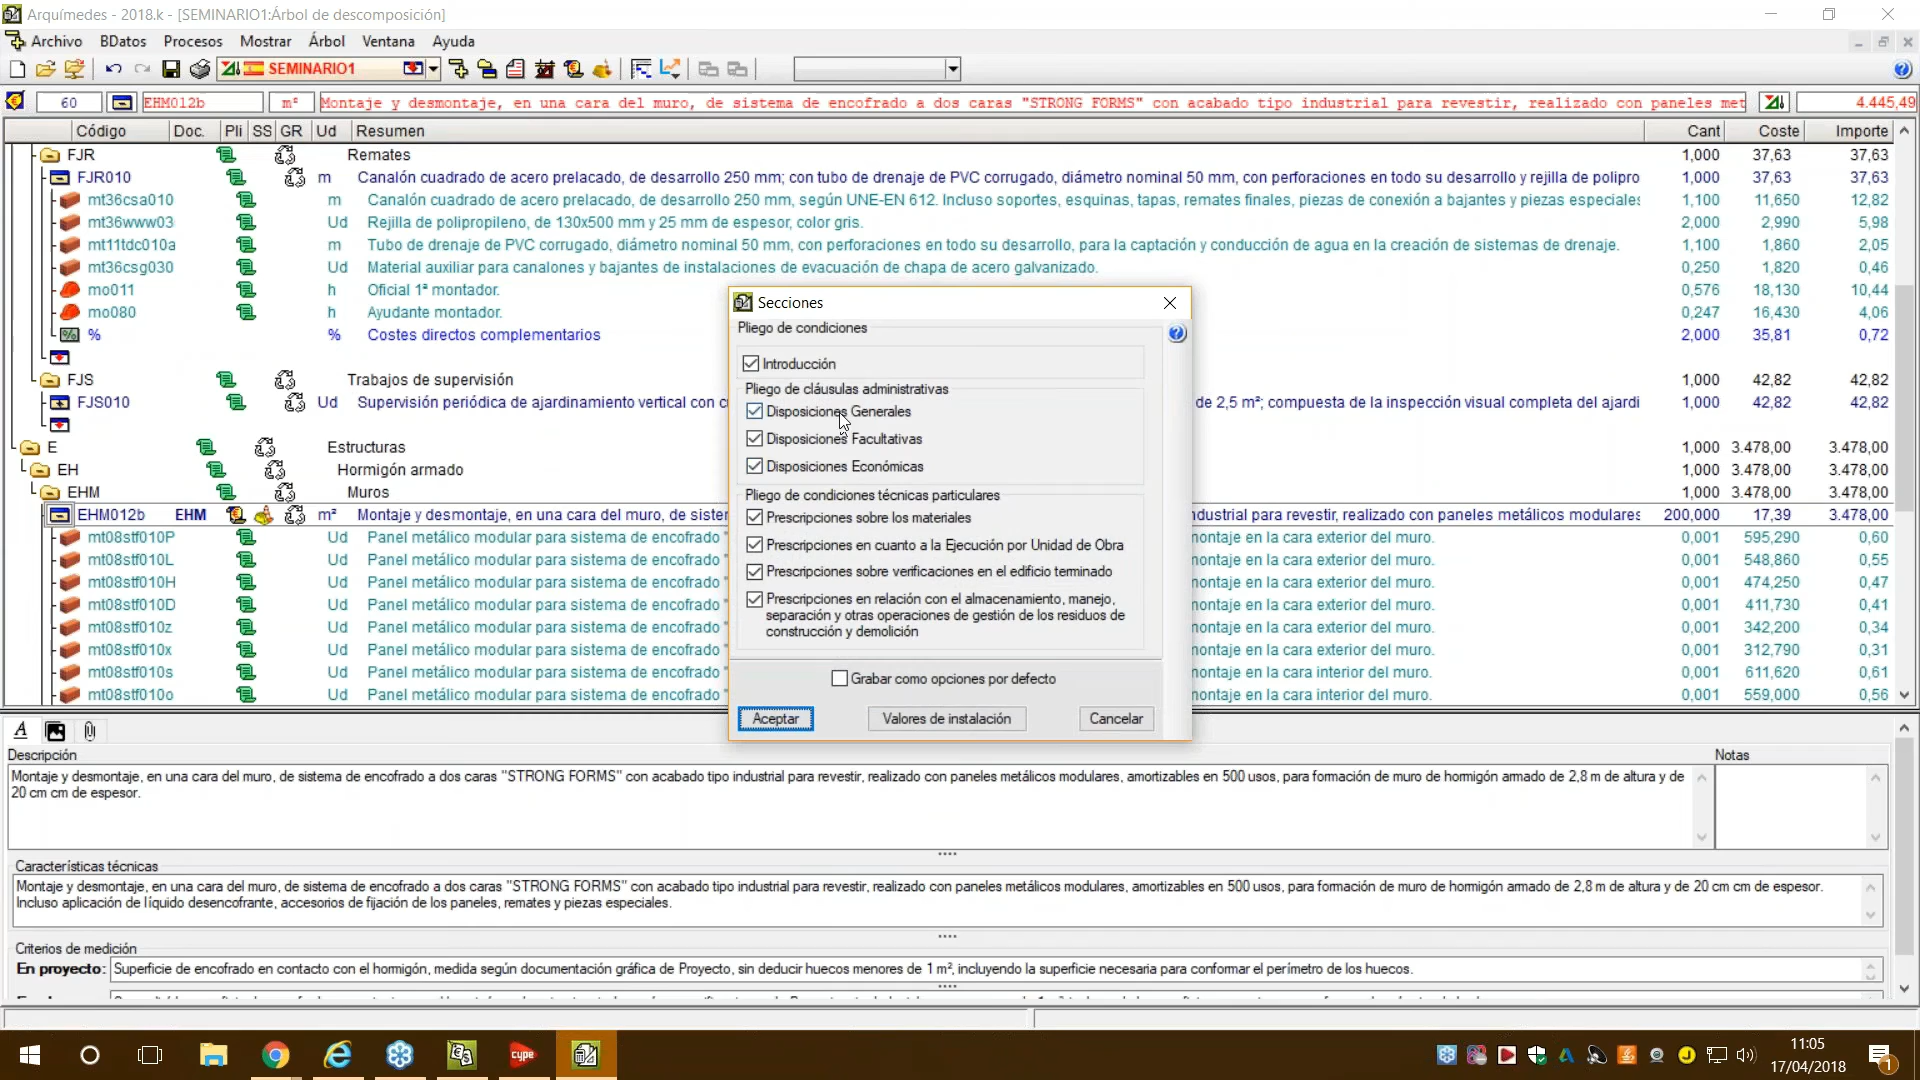 Arquímedes - 2018.k - [SEMINARIO1:Árbol de descomposición]
Archivo BDatos Procesos Mostrar Árbol Ventana Ayuda
SEMINARIO1
60 EHM012b m² Montaje y desmontaje, en una cara del muro, de sistema de encofrado a dos caras "STRONG FORMS" con acabado tipo industrial para revestir, realizado con paneles met 4.445,49
Código Doc. Pli SS GR Ud Resumen Cant Coste Importe
FJR Remates 1,000 37,63 37,63
FJR010 m Canalón cuadrado de acero prelacado, de desarrollo 250 mm; con tubo de drenaje de PVC corrugado, diámetro nominal 50 mm, con perforaciones en todo su desarrollo y rejilla de polipro 1,000 37,63 37,63
mt36csa010 m Canalón cuadrado de acero prelacado, de desarrollo 250 mm, según UNE-EN 612. Incluso soportes, esquinas, tapas, remates finales, piezas de conexión a bajantes y piezas especiales 1,100 11,650 12,82
mt36www03 Ud Rejilla de polipropileno, de 130x500 mm y 25 mm de espesor, color gris. 2,000 2,990 5,98
mt11tdc010a m Tubo de drenaje de PVC corrugado, diámetro nominal 50 mm, con perforaciones en todo su desarrollo, para la captación y conducción de agua en la creación de sistemas de drenaje. 1,100 1,860 2,05
mt36csg030 Ud Material auxiliar para canalones y bajantes de instalaciones de evacuación de chapa de acero galvanizado. 0,250 1,820 0,46
mo011 h Oficial 1ª montador. 0,576 18,130 10,44
mo080 h Ayudante montador. 0,247 16,430 4,06
% % Costes directos complementarios 2,000 35,81 0,72
FJS Trabajos de supervisión 1,000 42,82 42,82
FJS010 Ud Supervisión periódica de ajardinamiento vertical con c de 2,5 m²; compuesta de la inspección visual completa del ajardi 1,000 42,82 42,82
E Estructuras 1,000 3.478,00 3.478,00
EH Hormigón armado 1,000 3.478,00 3.478,00
EHM Muros 1,000 3.478,00 3.478,00
EHM012b EHM m² Montaje y desmontaje, en una cara del muro, de sister ndustrial para revestir, realizado con paneles metálicos modulares 200,000 17,39 3.478,00
mt08stf010P Ud Panel metálico modular para sistema de encofrado " montaje en la cara exterior del muro. 0,001 595,290 0,60
mt08stf010L Ud Panel metálico modular para sistema de encofrado " montaje en la cara exterior del muro. 0,001 548,860 0,55
mt08stf010H Ud Panel metálico modular para sistema de encofrado " montaje en la cara exterior del muro. 0,001 474,250 0,47
mt08stf010D Ud Panel metálico modular para sistema de encofrado " montaje en la cara exterior del muro. 0,001 411,730 0,41
mt08stf010z Ud Panel metálico modular para sistema de encofrado " montaje en la cara exterior del muro. 0,001 342,200 0,34
mt08stf010x Ud Panel metálico modular para sistema de encofrado " montaje en la cara exterior del muro. 0,001 312,790 0,31
mt08stf010s Ud Panel metálico modular para sistema de encofrado " montaje en la cara interior del muro. 0,001 611,620 0,61
mt08stf010o Ud Panel metálico modular para sistema de encofrado " montaje en la cara interior del muro. 0,001 559,000 0,56
Secciones
Pliego de condiciones
Introducción
Pliego de cláusulas administrativas
Disposiciones Generales
Disposiciones Facultativas
Disposiciones Económicas
Pliego de condiciones técnicas particulares
Prescripciones sobre los materiales
Prescripciones en cuanto a la Ejecución por Unidad de Obra
Prescripciones sobre verificaciones en el edificio terminado
Prescripciones en relación con el almacenamiento, manejo,
separación y otras operaciones de gestión de los residuos de
construcción y demolición
Grabar como opciones por defecto
Aceptar Valores de instalación Cancelar
Descripción Notas
Montaje y desmontaje, en una cara del muro, de sistema de encofrado a dos caras "STRONG FORMS" con acabado tipo industrial para revestir, realizado con paneles metálicos modulares, amortizables en 500 usos, para formación de muro de hormigón armado de 2,8 m de altura y de
20 cm cm de espesor.
Características técnicas
Montaje y desmontaje, en una cara del muro, de sistema de encofrado a dos caras "STRONG FORMS" con acabado tipo industrial para revestir, realizado con paneles metálicos modulares, amortizables en 500 usos, para formación de muro de hormigón armado de 2,8 m de altura y de 20 cm cm de espesor.
Incluso aplicación de líquido desencofrante, accesorios de fijación de los paneles, remates y piezas especiales.
Criterios de medición
En proyecto: Superficie de encofrado en contacto con el hormigón, medida según documentación gráfica de Proyecto, sin deducir huecos menores de 1 m², incluyendo la superficie necesaria para conformar el perímetro de los huecos.
cype
11:05
17/04/2018
1